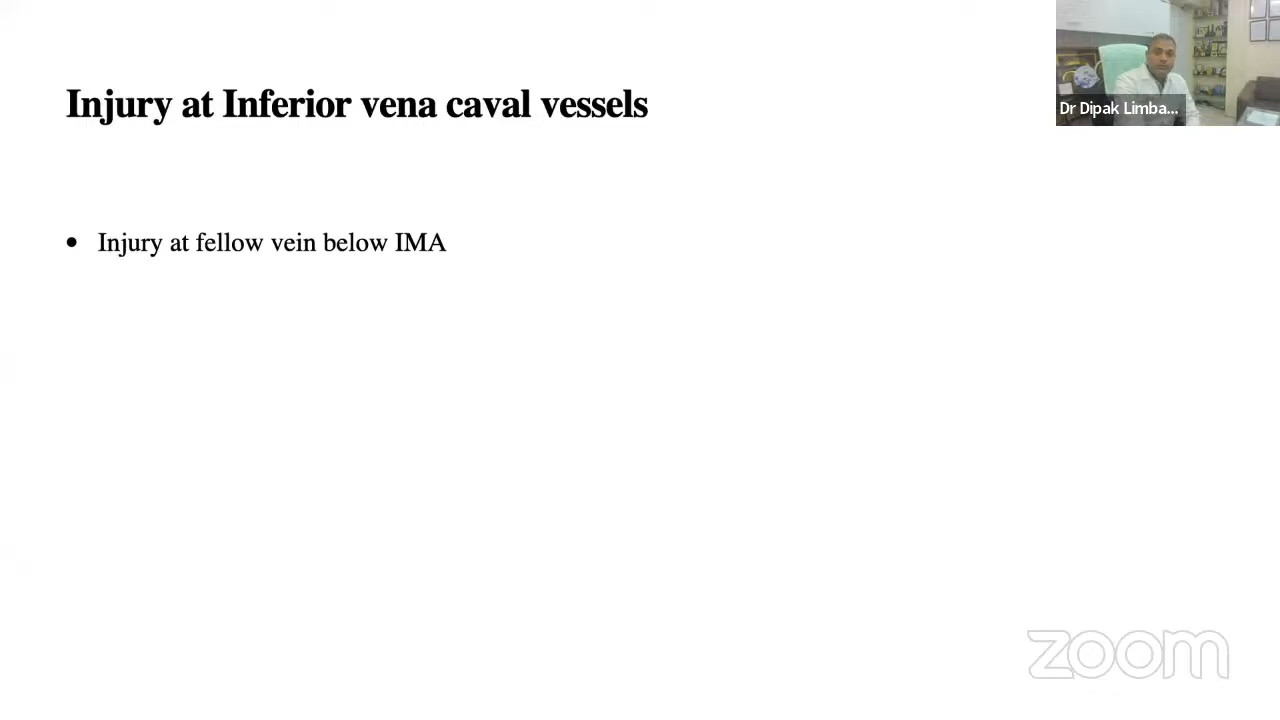 Injury at Inferior vena caval vessels
Dr Dipak Limba...
• Injury at fellow vein below IMA
zoom